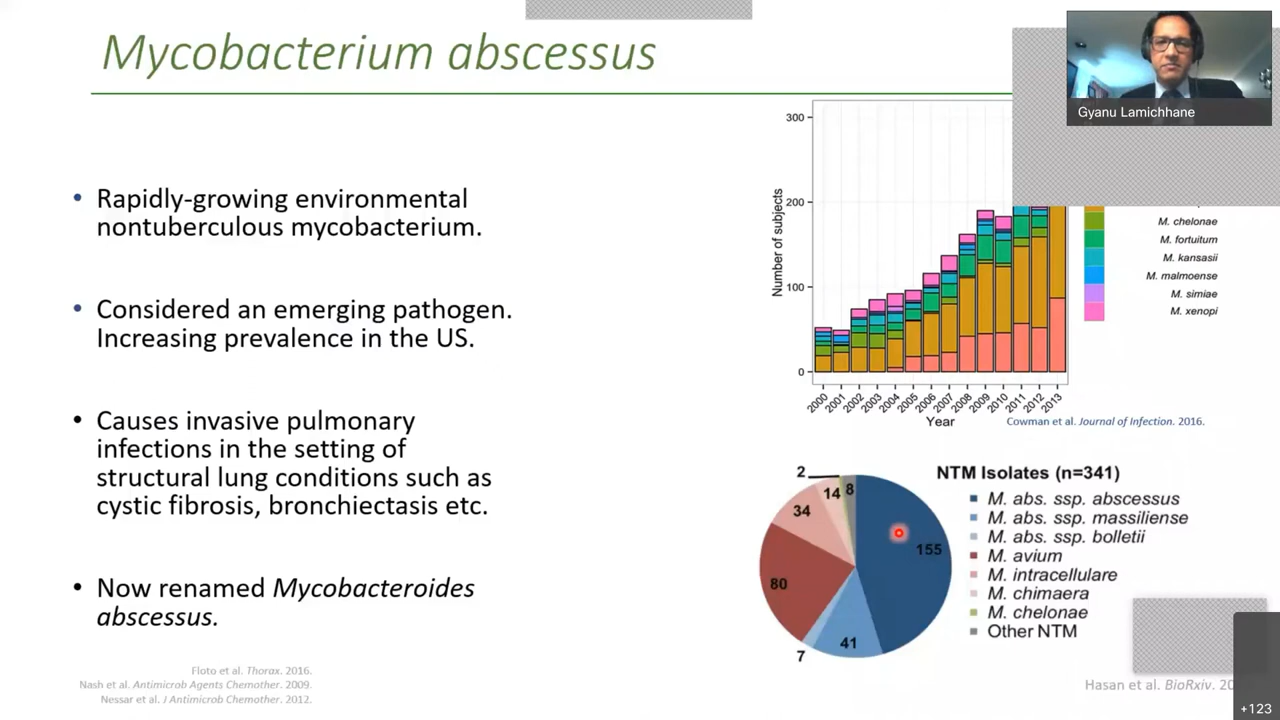 Mycobacterium abscessus
Gyanu Lamichhane
• Rapidly-growing environmental
nontuberculous mycobacterium.
• Considered an emerging pathogen.
Increasing prevalence in the US.
• Causes invasive pulmonary
infections in the setting of
structural lung conditions such as
cystic fibrosis, bronchiectasis etc.
• Now renamed Mycobacteroides
abscessus.
Floto et al. Thorax. 2016.
Nash et al. Antimicrob Agents Chemother. 2009.
Nessar et al. J Antimicrob Chemother. 2012.
Number of subjects
300
200
100
0
2000 2001 2002 2003 2004 2005 2006 2007 2008 2009 2010 2011 2012 2013
Year
M. chelonae
M. fortuitum
M. kansasii
M. malmoense
M. simiae
M. xenopi
Cowman et al. Journal of Infection. 2016.
NTM Isolates (n=341)
M. abs. ssp. abscessus
M. abs. ssp. massiliense
M. abs. ssp. bolletii
M. avium
M. intracellulare
M. chimaera
M. chelonae
Other NTM
2
14
8
34
155
80
41
7
Hasan et al. BioRxiv.
+123